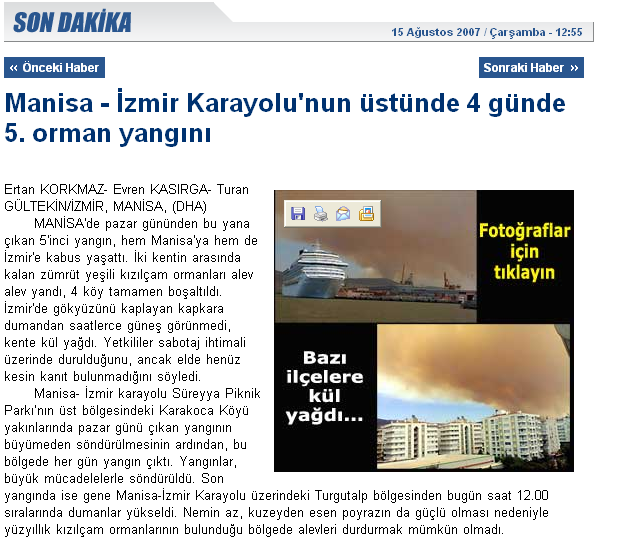 SON DAKİKA
15 Ağustos 2007 / Çarşamba - 12:55
‹‹ Önceki Haber
Sonraki Haber ››
Manisa - İzmir Karayolu'nun üstünde 4 günde
5. orman yangını
Ertan KORKMAZ- Evren KASIRGA- Turan
GÜLTEKİN/İZMİR, MANİSA, (DHA)
MANİSA'de pazar gününden bu yana
çıkan 5'inci yangın, hem Manisa'ya hem de
İzmir'e kabus yaşattı. İki kentin arasında
kalan zümrüt yeşili kızılçam ormanları alev
alev yandı, 4 köy tamamen boşaltıldı.
İzmir'de gökyüzünü kaplayan kapkara
dumandan saatlerce güneş görünmedi,
kente kül yağdı. Yetkililer sabotaj ihtimali
üzerinde durulduğunu, ancak elde henüz
kesin kanıt bulunmadığını söyledi.
Manisa- İzmir karayolu Süreyya Piknik
Parkı'nın üst bölgesindeki Karakoca Köyü
yakınlarında pazar günü çıkan yangının
büyümeden söndürülmesinin ardından, bu
bölgede her gün yangın çıktı. Yangınlar,
büyük mücadelelerle söndürüldü. Son
yangında ise gene Manisa-İzmir Karayolu üzerindeki Turgutalp bölgesinden bugün saat 12.00
sıralarında dumanlar yükseldi. Nemin az, kuzeyden esen poyrazın da güçlü olması nedeniyle
yüzyıllık kızılçam ormanlarının bulunduğu bölgede alevleri durdurmak mümkün olmadı.
Fotoğraflar
için
tıklayın
Bazı
ilçelere
kül
yağdı...